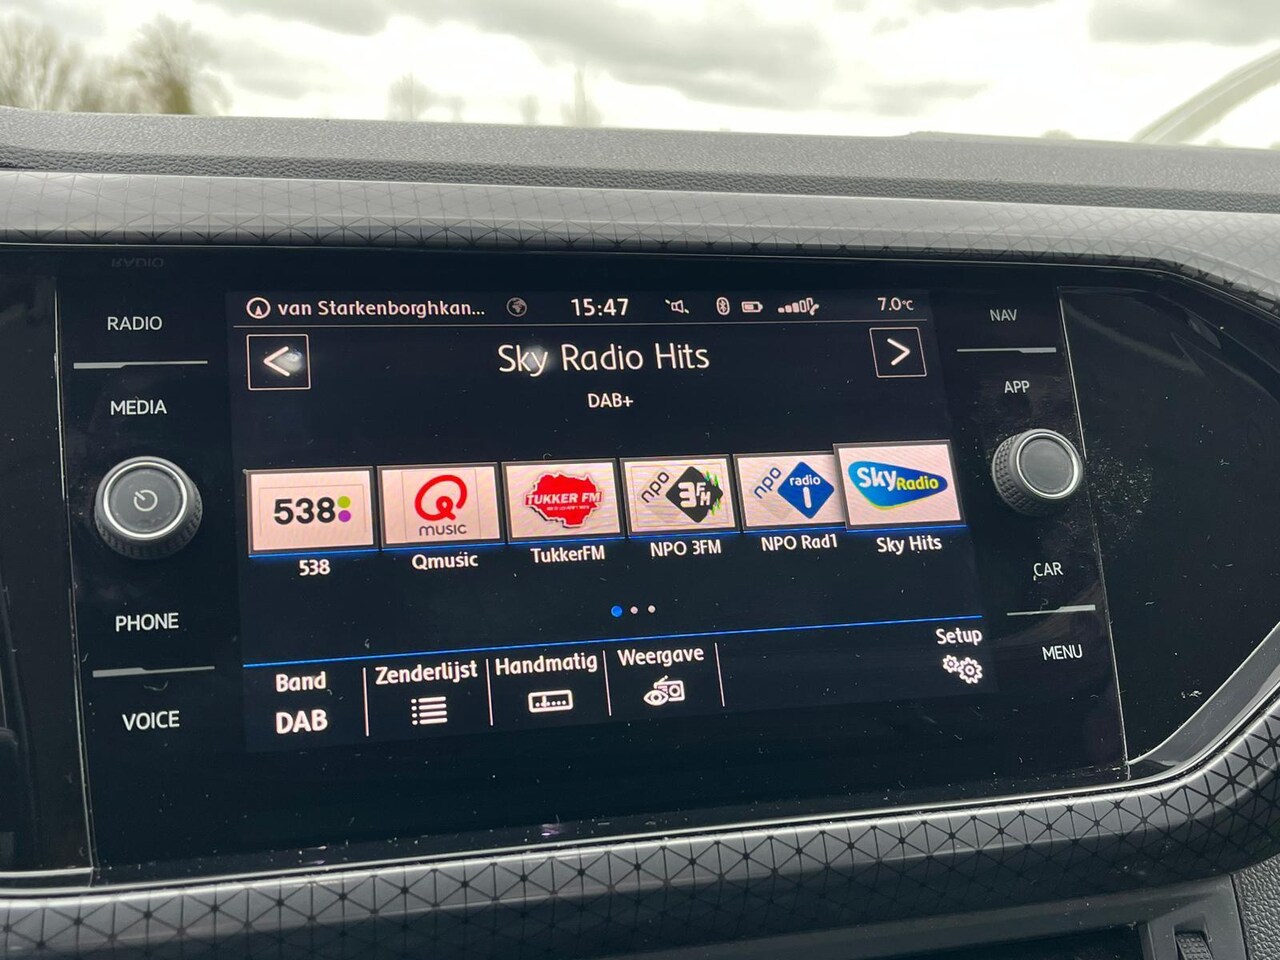 RADIO
MEDIA
PHONE
VOICE
van Starkenborghkan...
15:47
7.0°C
Sky Radio Hits
DAB+
538
Q
MUSIC
TUKKER FM
npo
3FM
npo
radio
1
Sky Radio
538
Qmusic
TukkerFM
NPO 3FM
NPO Rad1
Sky Hits
Band
DAB
Zenderlijst
Handmatig
Weergave
Setup
NAV
APP
CAR
MENU